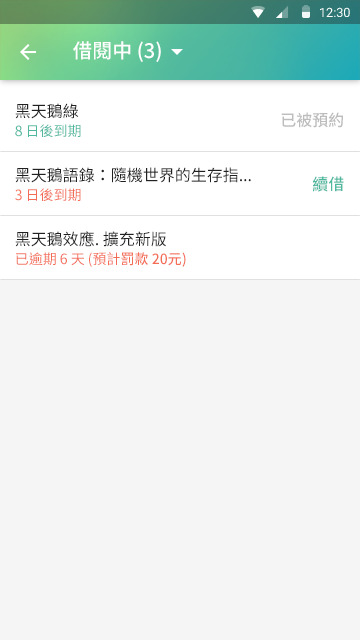 12:30
借閱中 (3)
黑天鵝綠
8 日後到期
已被預約
黑天鵝語錄：隨機世界的生存指...
3 日後到期
續借
黑天鵝效應. 擴充新版
已逾期 6 天 (預計罰款 20元)